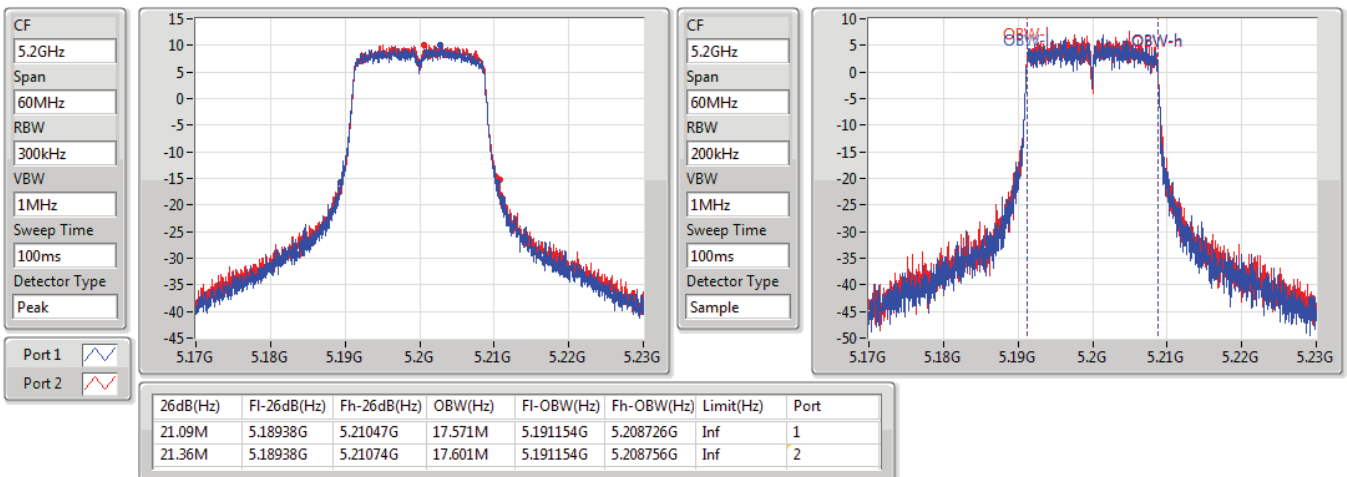 CF
5.2GHz
Span
60MHz
RBW
300kHz
VBW
1MHz
Sweep Time
100ms
Detector Type
Peak
15
10
5
0
-5
-10
-15
-20
-25
-30
-35
-40
-45
5.17G 5.18G 5.19G 5.2G 5.21G 5.22G 5.23G
CF
5.2GHz
Span
60MHz
RBW
200kHz
VBW
1MHz
Sweep Time
100ms
Detector Type
Sample
10
5
0
-5
-10
-15
-20
-25
-30
-35
-40
-45
-50
OBW-l
OBW-l
OBW-h
5.17G 5.18G 5.19G 5.2G 5.21G 5.22G 5.23G
Port 1
Port 2
26dB(Hz) Fl-26dB(Hz) Fh-26dB(Hz) OBW(Hz) Fl-OBW(Hz) Fh-OBW(Hz) Limit(Hz) Port
21.09M 5.18938G 5.21047G 17.571M 5.191154G 5.208726G Inf 1
21.36M 5.18938G 5.21074G 17.601M 5.191154G 5.208756G Inf 2